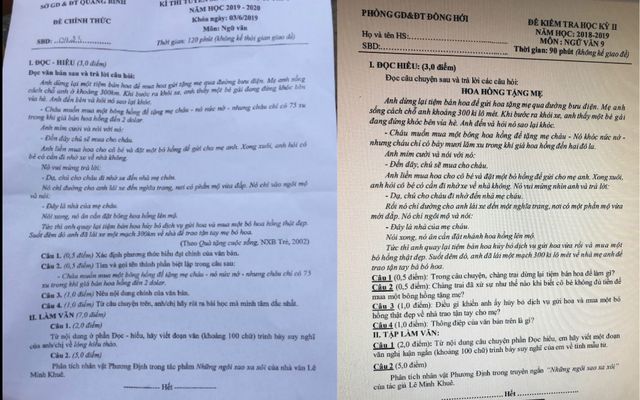 SỞ GD & ĐT QUẢNG BÌNH
ĐỀ CHÍNH THỨC
SBD:
KÌ THI TUYỂN
NĂM HỌC 2019 - 2020
Khóa ngày: 03/6/2019
Môn: Ngữ văn
Thời gian: 120 phút (không kể thời gian giao đề)
I. ĐỌC - HIỂU (3,0 điểm)
Đọc văn bản sau và trả lời câu hỏi:
Anh dừng lại một tiệm bán hoa để mua hoa gửi tặng mẹ qua đường bưu điện. Mẹ anh sống
cách chỗ anh ở khoảng 300km. Khi bước ra khỏi xe, anh thấy một bé gái đang đứng khóc bên vỉa
hè. Anh đến và hỏi nó sao lại khóc.
- Cháu muốn mua một bông hoa hồng để tặng mẹ cháu - nó nức nở - nhưng cháu chỉ có 75
xu trong khi giá bán hoa hồng đến 2 dollar.
Anh mỉm cười và nói với nó:
- Đến đây, chú sẽ mua cho cháu.
Anh liền mua hoa cho cô bé và đặt một bó hồng để gửi cho mẹ anh. Xong xuôi, anh hỏi cô
bé có cần đi nhờ xe về nhà không.
Nó vui mừng trả lời:
- Dạ, chú cho cháu đi nhờ xe đến nhà mẹ cháu.
Nó chỉ đường cho anh lái xe đến nghĩa trang, nơi có phần mộ vừa đắp. Nó chỉ vào ngôi mộ
và nói:
- Đây là nhà của mẹ cháu.
Nói xong, nó ân cần đặt bông hoa hồng lên mộ.
Tức thì anh quay lại tiệm bán hoa hủy bỏ dịch vụ gửi hoa và mua một bó hoa hồng thật đẹp.
Suốt đêm đó anh đã lái xe một mạch 300km về nhà để trao tận tay mẹ bó hoa.
(Theo Quà tặng cuộc sống, NXB Trẻ, 2002)
Câu 1. (0,5 điểm) Xác định phương thức biểu đạt chính của văn bản.
Câu 2. (0,5 điểm) Tìm và gọi tên thành phần biệt lập trong câu sau:
- Cháu muốn mua một bông hồng để tặng mẹ cháu - nó nức nở - nhưng cháu chỉ có 75
xu trong khi giá bán hoa hồng đến 2 dollar.
Câu 3. (1,0 điểm) Nêu nội dung chính của văn bản.
Câu 4. (1,0 điểm) Từ câu chuyện trên, anh/chị hãy rút ra bài học mà mình tâm đắc nhất.
II. LÀM VĂN (7,0 điểm)
Câu 1. (2,0 điểm)
Từ nội dung ở phần Đọc - hiểu, hãy viết đoạn văn (khoảng 100 chữ) trình bày suy nghĩ
của anh/chị về lòng hiếu thảo.
Câu 2. (5,0 điểm)
Phân tích nhân vật Phương Định trong tác phẩm Những ngôi sao xa xôi của nhà văn Lê
Minh Khuê.
Hết
PHÒNG GD&ĐT ĐỒNG HỚI
Họ và tên HS:
SBD:
ĐỀ KIỂM TRA HỌC KỲ II
NĂM HỌC: 2018-2019
MÔN : NGỮ VĂN 9
Thời gian: 90 phút (không kể giao đề)
I. ĐỌC HIỂU: (3,0 điểm)
Đọc câu chuyện sau và trả lời các câu hỏi:
HOA HỒNG TẶNG MẸ
Anh dừng lại tiệm bán hoa để gửi hoa tặng mẹ qua đường bưu điện. Mẹ anh
sống cách chỗ anh khoảng 300 ki lô mét. Khi bước ra khỏi xe, anh thấy một bé gái
đang đứng khóc bên vỉa hè. Anh đến và hỏi nó sao lại khóc.
- Cháu muốn mua một bông hoa hồng để tặng mẹ cháu - Nó khóc nức nở
- nhưng cháu chỉ có bảy mươi lăm xu trong khi giá hoa hồng đến hai đô la.
Anh mỉm cười và nói với nó:
- Đến đây, chú sẽ mua cho cháu.
Anh liền mua hoa cho cô bé và đặt một bó hoa hồng cho mẹ anh. Xong xuôi,
anh hỏi cô bé có cần đi nhờ xe về nhà không. Nó vui mừng nhìn anh và trả lời:
- Dạ, chú cho cháu đi nhờ đến nhà mẹ cháu.
Rồi nó chỉ đường cho anh lái xe đến một nghĩa trang, nơi có một phần mộ vừa
mới đắp. Nó chỉ ngôi mộ và nói:
- Đây là nhà của mẹ cháu.
Nói xong, nó ân cần đặt nhành hoa hồng lên mộ.
Tức thì anh quay lại tiệm bán hoa hủy bỏ dịch vụ gửi hoa vừa rồi và mua một
bó hồng thật đẹp. Suốt đêm đó, anh đã lái một mạch 300 ki lô mét về nhà mẹ anh để
trao tận tay bà bó hoa.
Câu 1 (0,5 điểm): Trong câu chuyện, chàng trai dừng lại tiệm bán hoa để làm gì?
Câu 2 (0,5 điểm): Chàng trai đã xử sự như thế nào khi biết cô bé không đủ tiền để
mua một bông hồng tặng mẹ?
Câu 3 (1,0 điểm): Điều gì khiến anh ấy hủy bỏ dịch vụ gửi hoa và mua một bó
hồng thật đẹp về nhà trao tận tay cho mẹ?
Câu 4 (1,0 điểm): Thông điệp của văn bản trên là gì?
II. TẬP LÀM VĂN:
Câu 1 (2,0 điểm): Từ nội dung câu chuyện phần Đọc hiểu, em hãy viết một đoạn
văn nghị luận ngắn (khoảng 100 chữ) trình bày suy nghĩ của em về tình mẫu tử.
Câu 2 (5,0 điểm)
Phân tích nhân vật Phương Định trong truyện ngắn “Những ngôi sao xa xôi”
của tác giả Lê Minh Khuê.
Hết